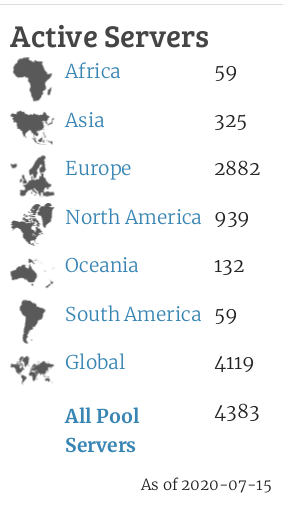 Active Servers
Africa 59
Asia 325
Europe 2882
North America 939
Oceania 132
South America 59
Global 4119
All Pool Servers 4383
As of 2020-07-15